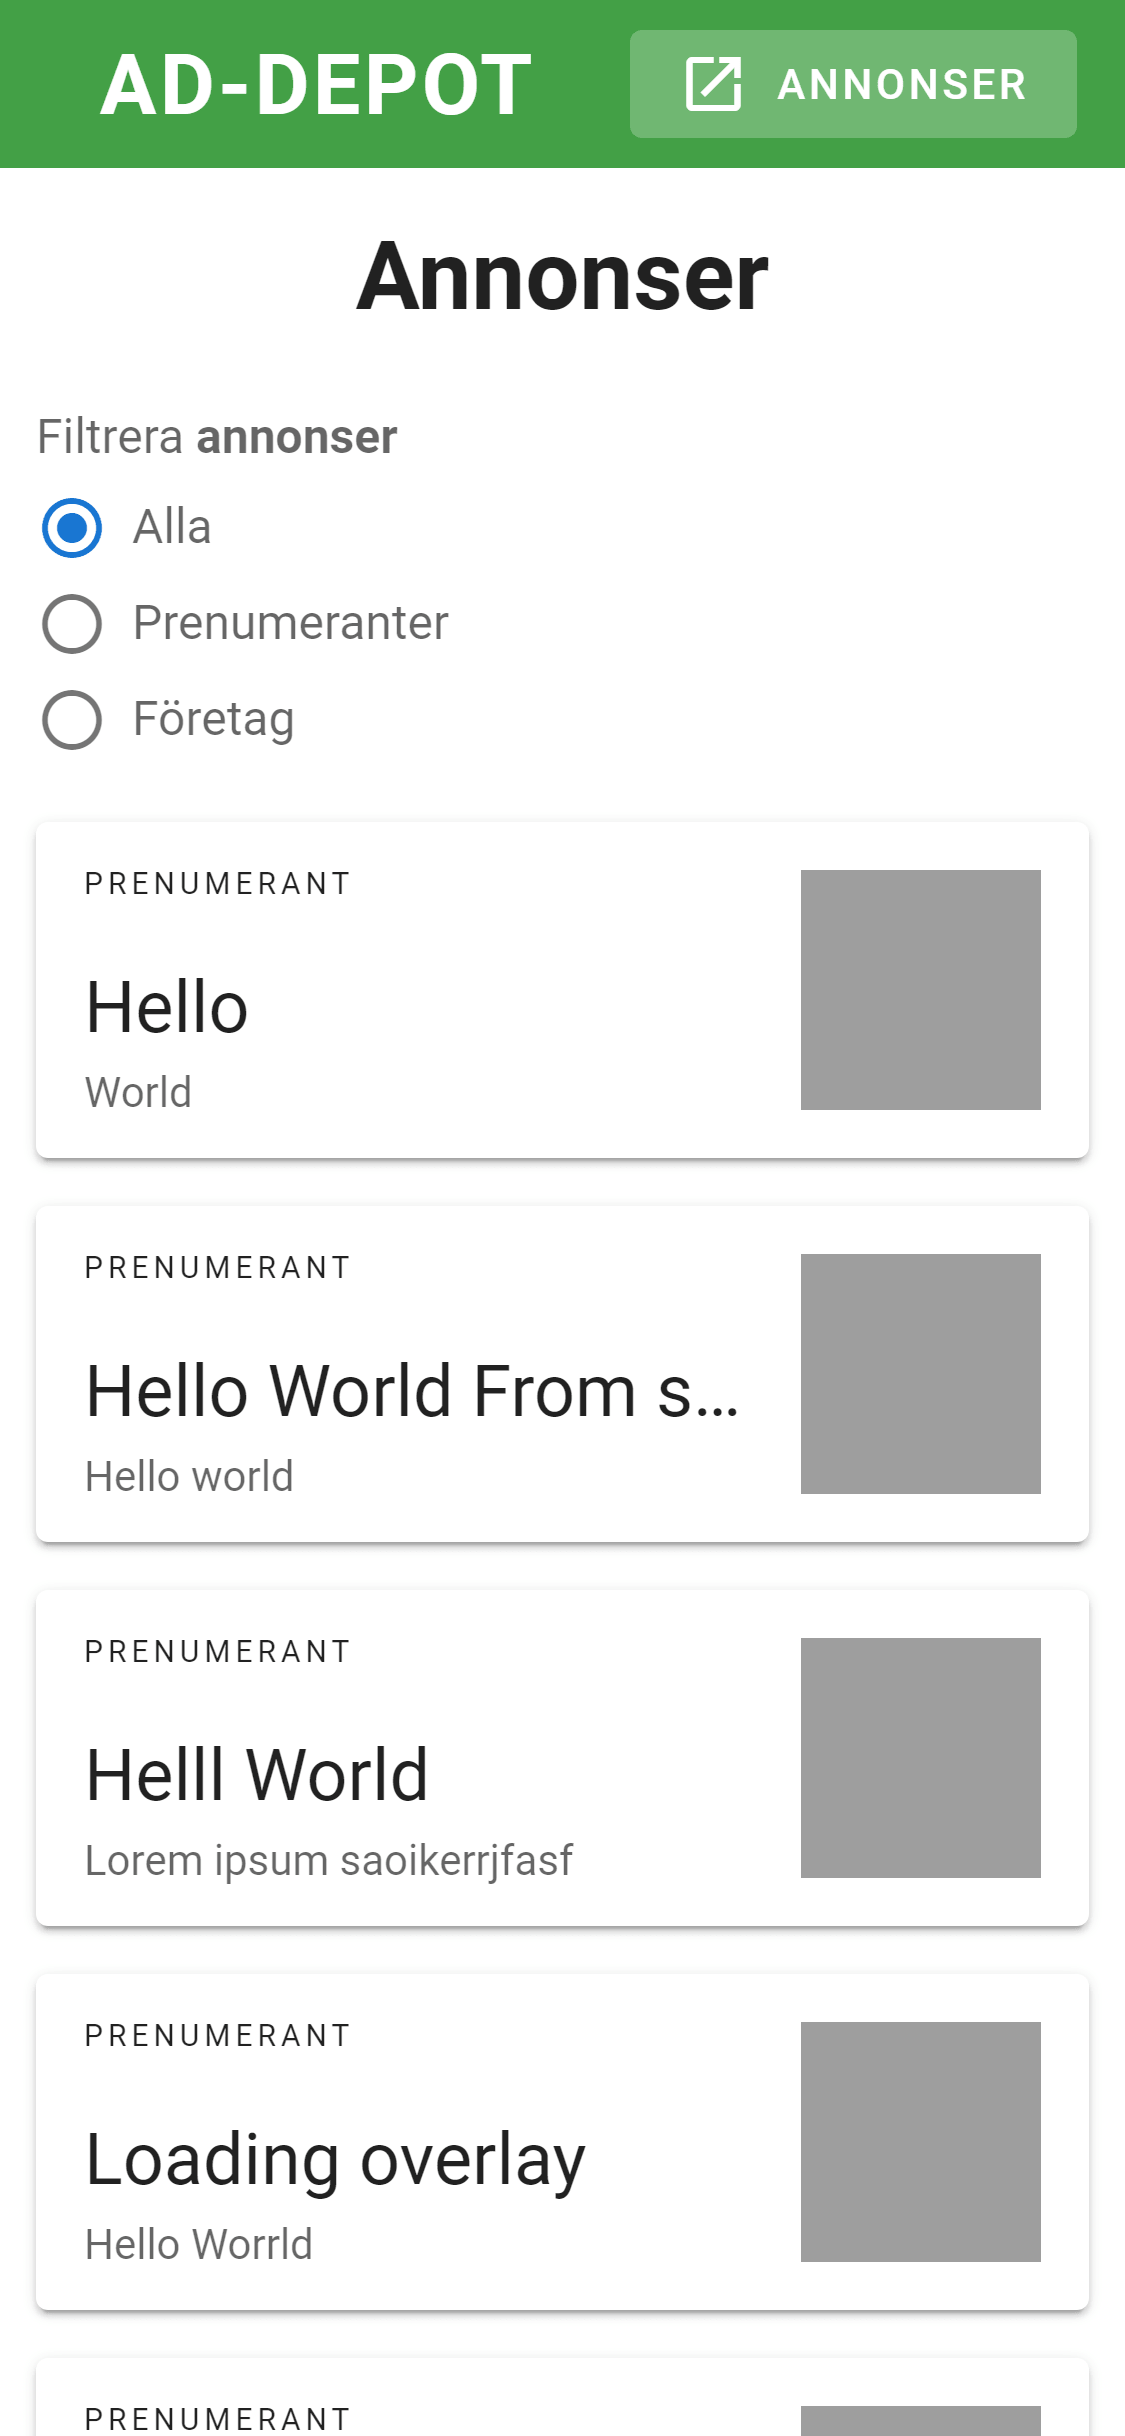 AD-DEPOT
ANNONSER
Annonser
Filtrera annonser
Alla
Prenumeranter
Företag
PRENUMERANT
Hello
World
PRENUMERANT
Hello World From s…
Hello world
PRENUMERANT
Helll World
Lorem ipsum saoikerrjfasf
PRENUMERANT
Loading overlay
Hello Worrld
PRENUMERANT